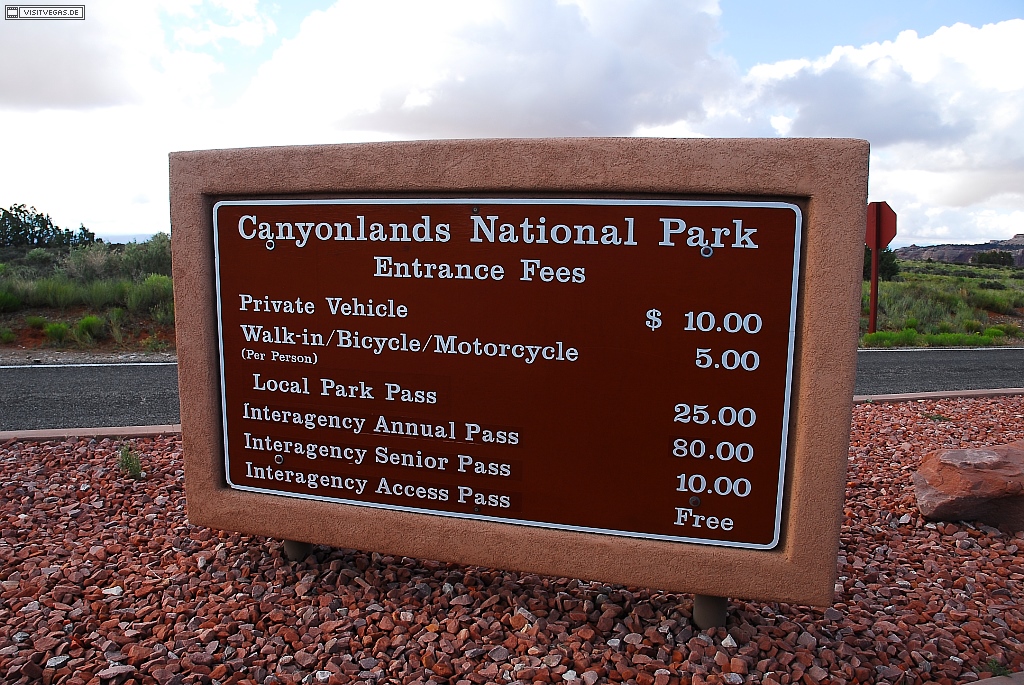 VISITVEGAS.DE
Canyonlands National Park
Entrance Fees
Private Vehicle $ 10.00
Walk-in/Bicycle/Motorcycle 5.00
(Per Person)
Local Park Pass 25.00
Interagency Annual Pass 80.00
Interagency Senior Pass 10.00
Interagency Access Pass Free